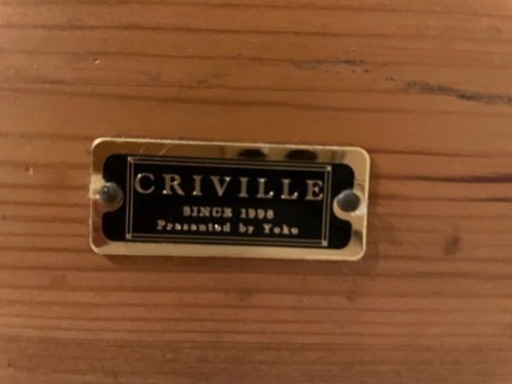 CRIVILLE
SINCE 1998
Presented by Yoko